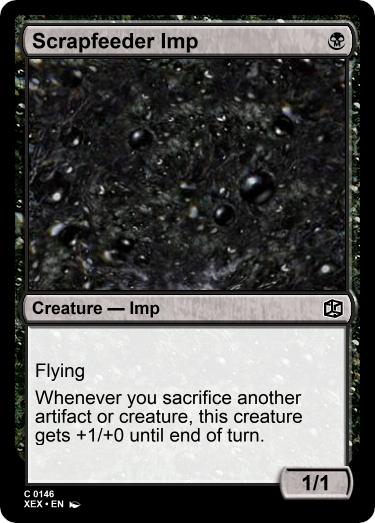 Scrapfeeder Imp
Creature — Imp
Flying
Whenever you sacrifice another
artifact or creature, this creature
gets +1/+0 until end of turn.
1/1
C 0146
XEX • EN